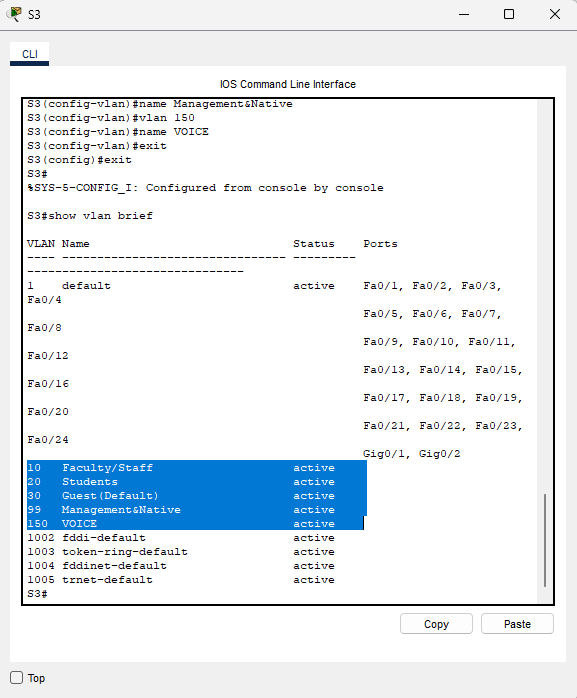 S3
CLI
IOS Command Line Interface
S3(config-vlan)#name Management&Native
S3(config-vlan)#vlan 150
S3(config-vlan)#name VOICE
S3(config-vlan)#exit
S3(config)#exit
S3#
%SYS-5-CONFIG_I: Configured from console by console
S3#show vlan brief
VLAN Name                             Status    Ports
---- -------------------------------- ---------
-------------------------------
1    default                          active    Fa0/1, Fa0/2, Fa0/3,
Fa0/4
                                                Fa0/5, Fa0/6, Fa0/7,
Fa0/8
                                                Fa0/9, Fa0/10, Fa0/11,
Fa0/12
                                                Fa0/13, Fa0/14, Fa0/15,
Fa0/16
                                                Fa0/17, Fa0/18, Fa0/19,
Fa0/20
                                                Fa0/21, Fa0/22, Fa0/23,
Fa0/24
                                                Gig0/1, Gig0/2
10   Faculty/Staff                    active
20   Students                         active
30   Guest(Default)                   active
99   Management&Native                active
150  VOICE                            active
1002 fddi-default                     active
1003 token-ring-default               active
1004 fddinet-default                  active
1005 trnet-default                    active
S3#
Copy
Paste
Top